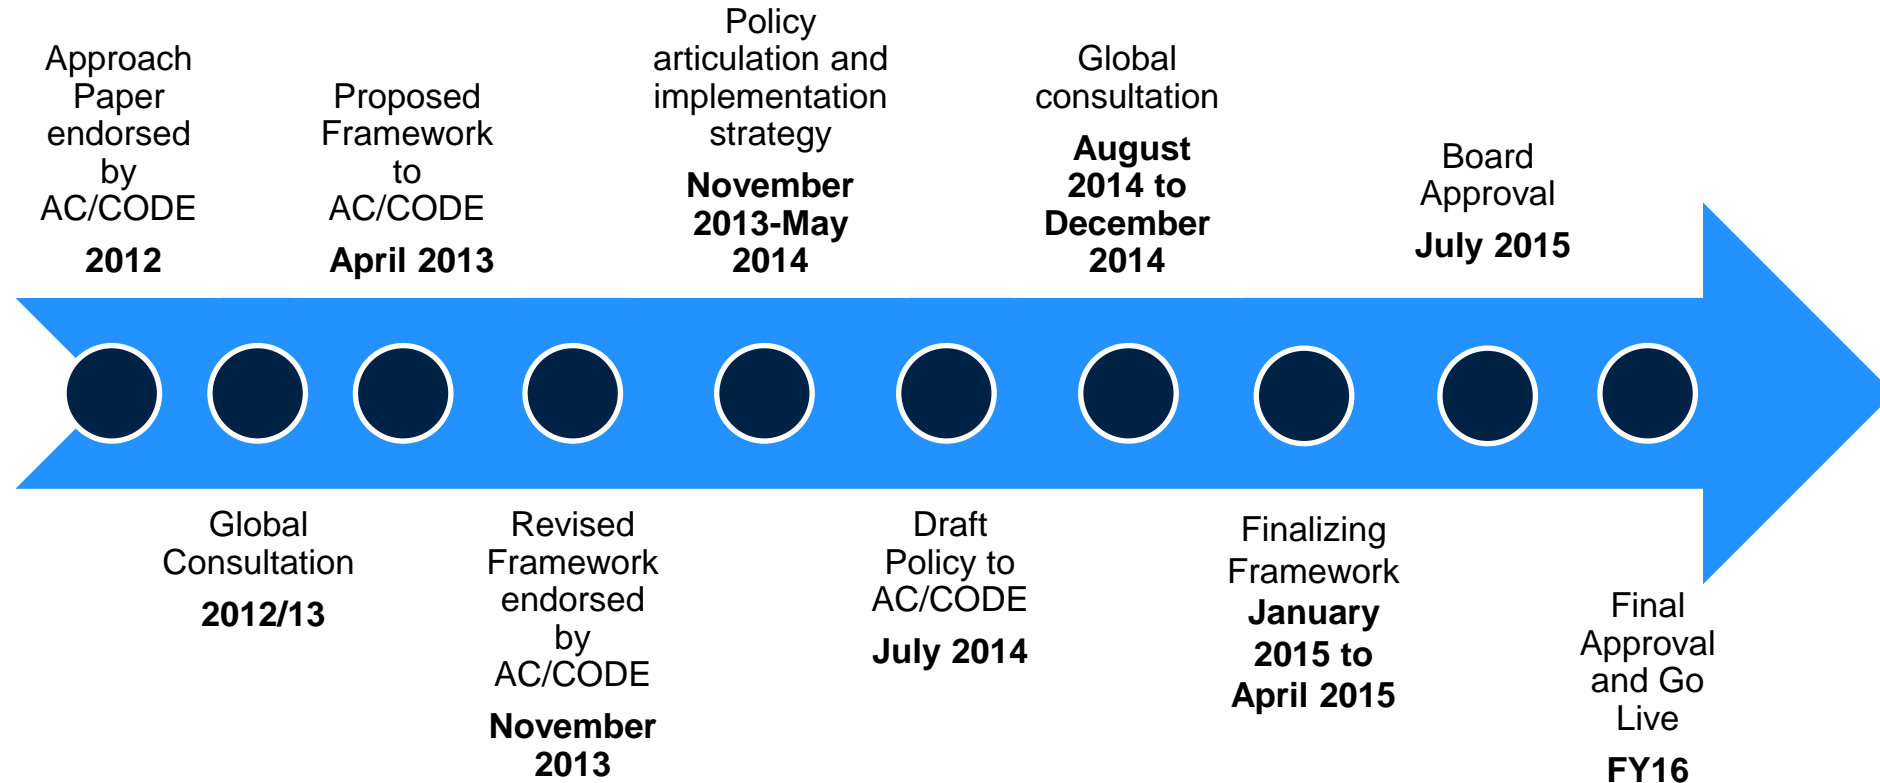 Approach
Paper
endorsed
by
AC/CODE
2012
Global
Consultation
2012/13
Proposed
Framework
to
AC/CODE
April 2013
Revised
Framework
endorsed
by
AC/CODE
November
2013
Policy
articulation and
implementation
strategy
November
2013-May
2014
Draft
Policy to
AC/CODE
July 2014
Global
consultation
August
2014 to
December
2014
Finalizing
Framework
January
2015 to
April 2015
Board
Approval
July 2015
Final
Approval
and Go
Live
FY16